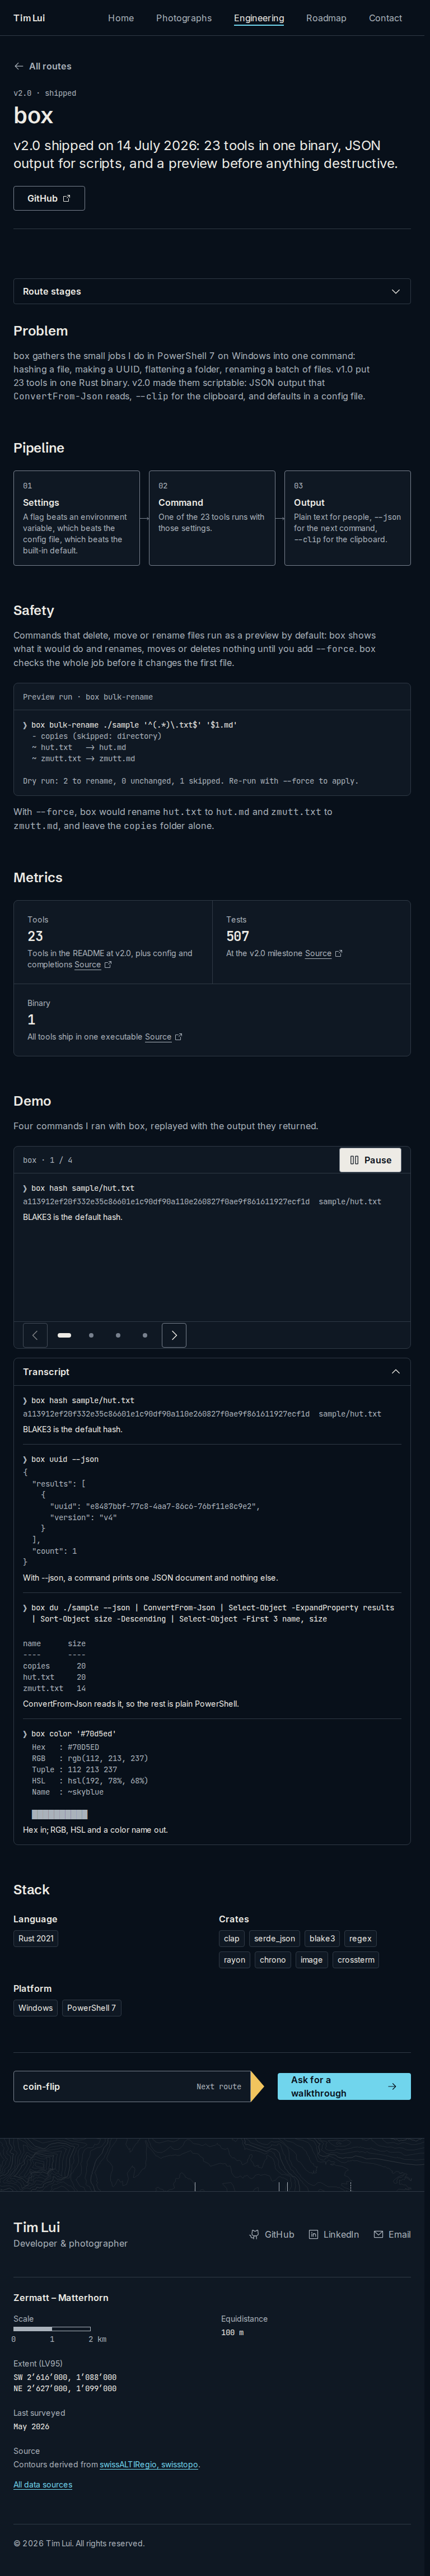 Tim Lui Home Photographs Engineering Roadmap Contact
← All routes
v2.0 · shipped
box
v2.0 shipped on 14 July 2026: 23 tools in one binary, JSON
output for scripts, and a preview before anything destructive.
GitHub
Route stages
Problem
box gathers the small jobs I do in PowerShell 7 on Windows into one command:
hashing a file, making a UUID, flattening a folder, renaming a batch of files. v1.0 put
23 tools in one Rust binary. v2.0 made them scriptable: JSON output that
ConvertFrom-Json reads, --clip for the clipboard, and defaults in a config file.
Pipeline
01
Settings
A flag beats an environment
variable, which beats the
config file, which beats the
built-in default.
02
Command
One of the 23 tools runs with
those settings.
03
Output
Plain text for people, --json
for the next command,
--clip for the clipboard.
Safety
Commands that delete, move or rename files run as a preview by default: box shows
what it would do and renames, moves or deletes nothing until you add --force. box
checks the whole job before it changes the first file.
Preview run · box bulk-rename
❯ box bulk-rename ./sample '^(.*)\.txt$' '$1.md'
- copies (skipped: directory)
~ hut.txt --> hut.md
~ zmutt.txt --> zmutt.md
Dry run: 2 to rename, 0 unchanged, 1 skipped. Re-run with --force to apply.
With --force, box would rename hut.txt to hut.md and zmutt.txt to
zmutt.md, and leave the copies folder alone.
Metrics
Tools
23
Tools in the README at v2.0, plus config and
completions Source
Tests
507
At the v2.0 milestone Source
Binary
1
All tools ship in one executable Source
Demo
Four commands I ran with box, replayed with the output they returned.
box · 1 / 4 Pause
❯ box hash sample/hut.txt
a113912ef20f332e35c86601e1c90df90a110e260827f0ae9f861611927ecf1d sample/hut.txt
BLAKE3 is the default hash.
Transcript
❯ box hash sample/hut.txt
a113912ef20f332e35c86601e1c90df90a110e260827f0ae9f861611927ecf1d sample/hut.txt
BLAKE3 is the default hash.
❯ box uuid --json
{
"results": [
{
"uuid": "e8487bbf-77c8-4aa7-86c6-76bf11e8c9e2",
"version": "v4"
}
],
"count": 1
}
With --json, a command prints one JSON document and nothing else.
❯ box du ./sample --json | ConvertFrom-Json | Select-Object -ExpandProperty results
| Sort-Object size -Descending | Select-Object -First 3 name, size
name size
---- ----
copies 20
hut.txt 20
zmutt.txt 14
ConvertFrom-Json reads it, so the rest is plain PowerShell.
❯ box color '#70d5ed'
Hex : #70D5ED
RGB : rgb(112, 213, 237)
Tuple : 112 213 237
HSL : hsl(192, 78%, 68%)
Name : ~skyblue
Hex in; RGB, HSL and a color name out.
Stack
Language
Rust 2021
Crates
clap serde_json blake3 regex
rayon chrono image crossterm
Platform
Windows PowerShell 7
coin-flip Next route
Ask for a
walkthrough →
Tim Lui
Developer & photographer
GitHub LinkedIn Email
Zermatt – Matterhorn
Scale
0 1 2 km
Equidistance
100 m
Extent (LV95)
SW 2’616’000, 1’088’000
NE 2’627’000, 1’099’000
Last surveyed
May 2026
Source
Contours derived from swissALTIRegio, swisstopo.
All data sources
© 2026 Tim Lui. All rights reserved.